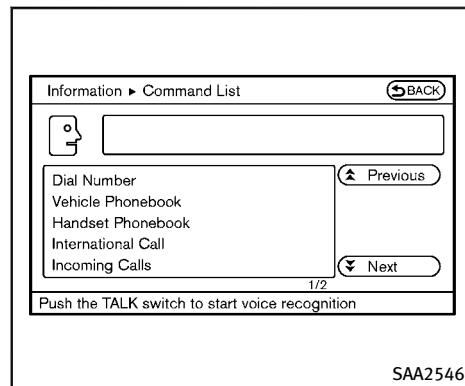 Information ► Command List
BACK
Dial Number
Previous
Vehicle Phonebook
Handset Phonebook
International Call
Incoming Calls
Next
1/2
Push the TALK switch to start voice recognition
SAA2546